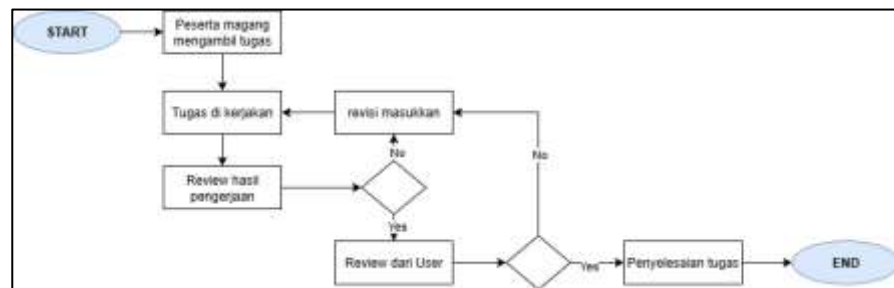 START
Peserta magang
mengambil tugas
Tugas di kerjakan
revisi masukkan
No
No
Review hasil
pengerjaan
Yes
Review dari User
Yes
Penyelesaian tugas
END